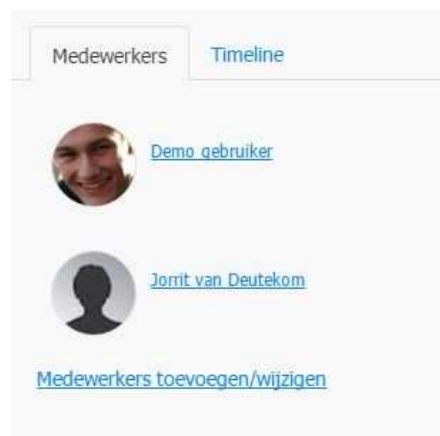 Medewerkers
Timeline
Demo gebruiker
Jorrit van Deutekom
Medewerkers toevoegen/wijzigen